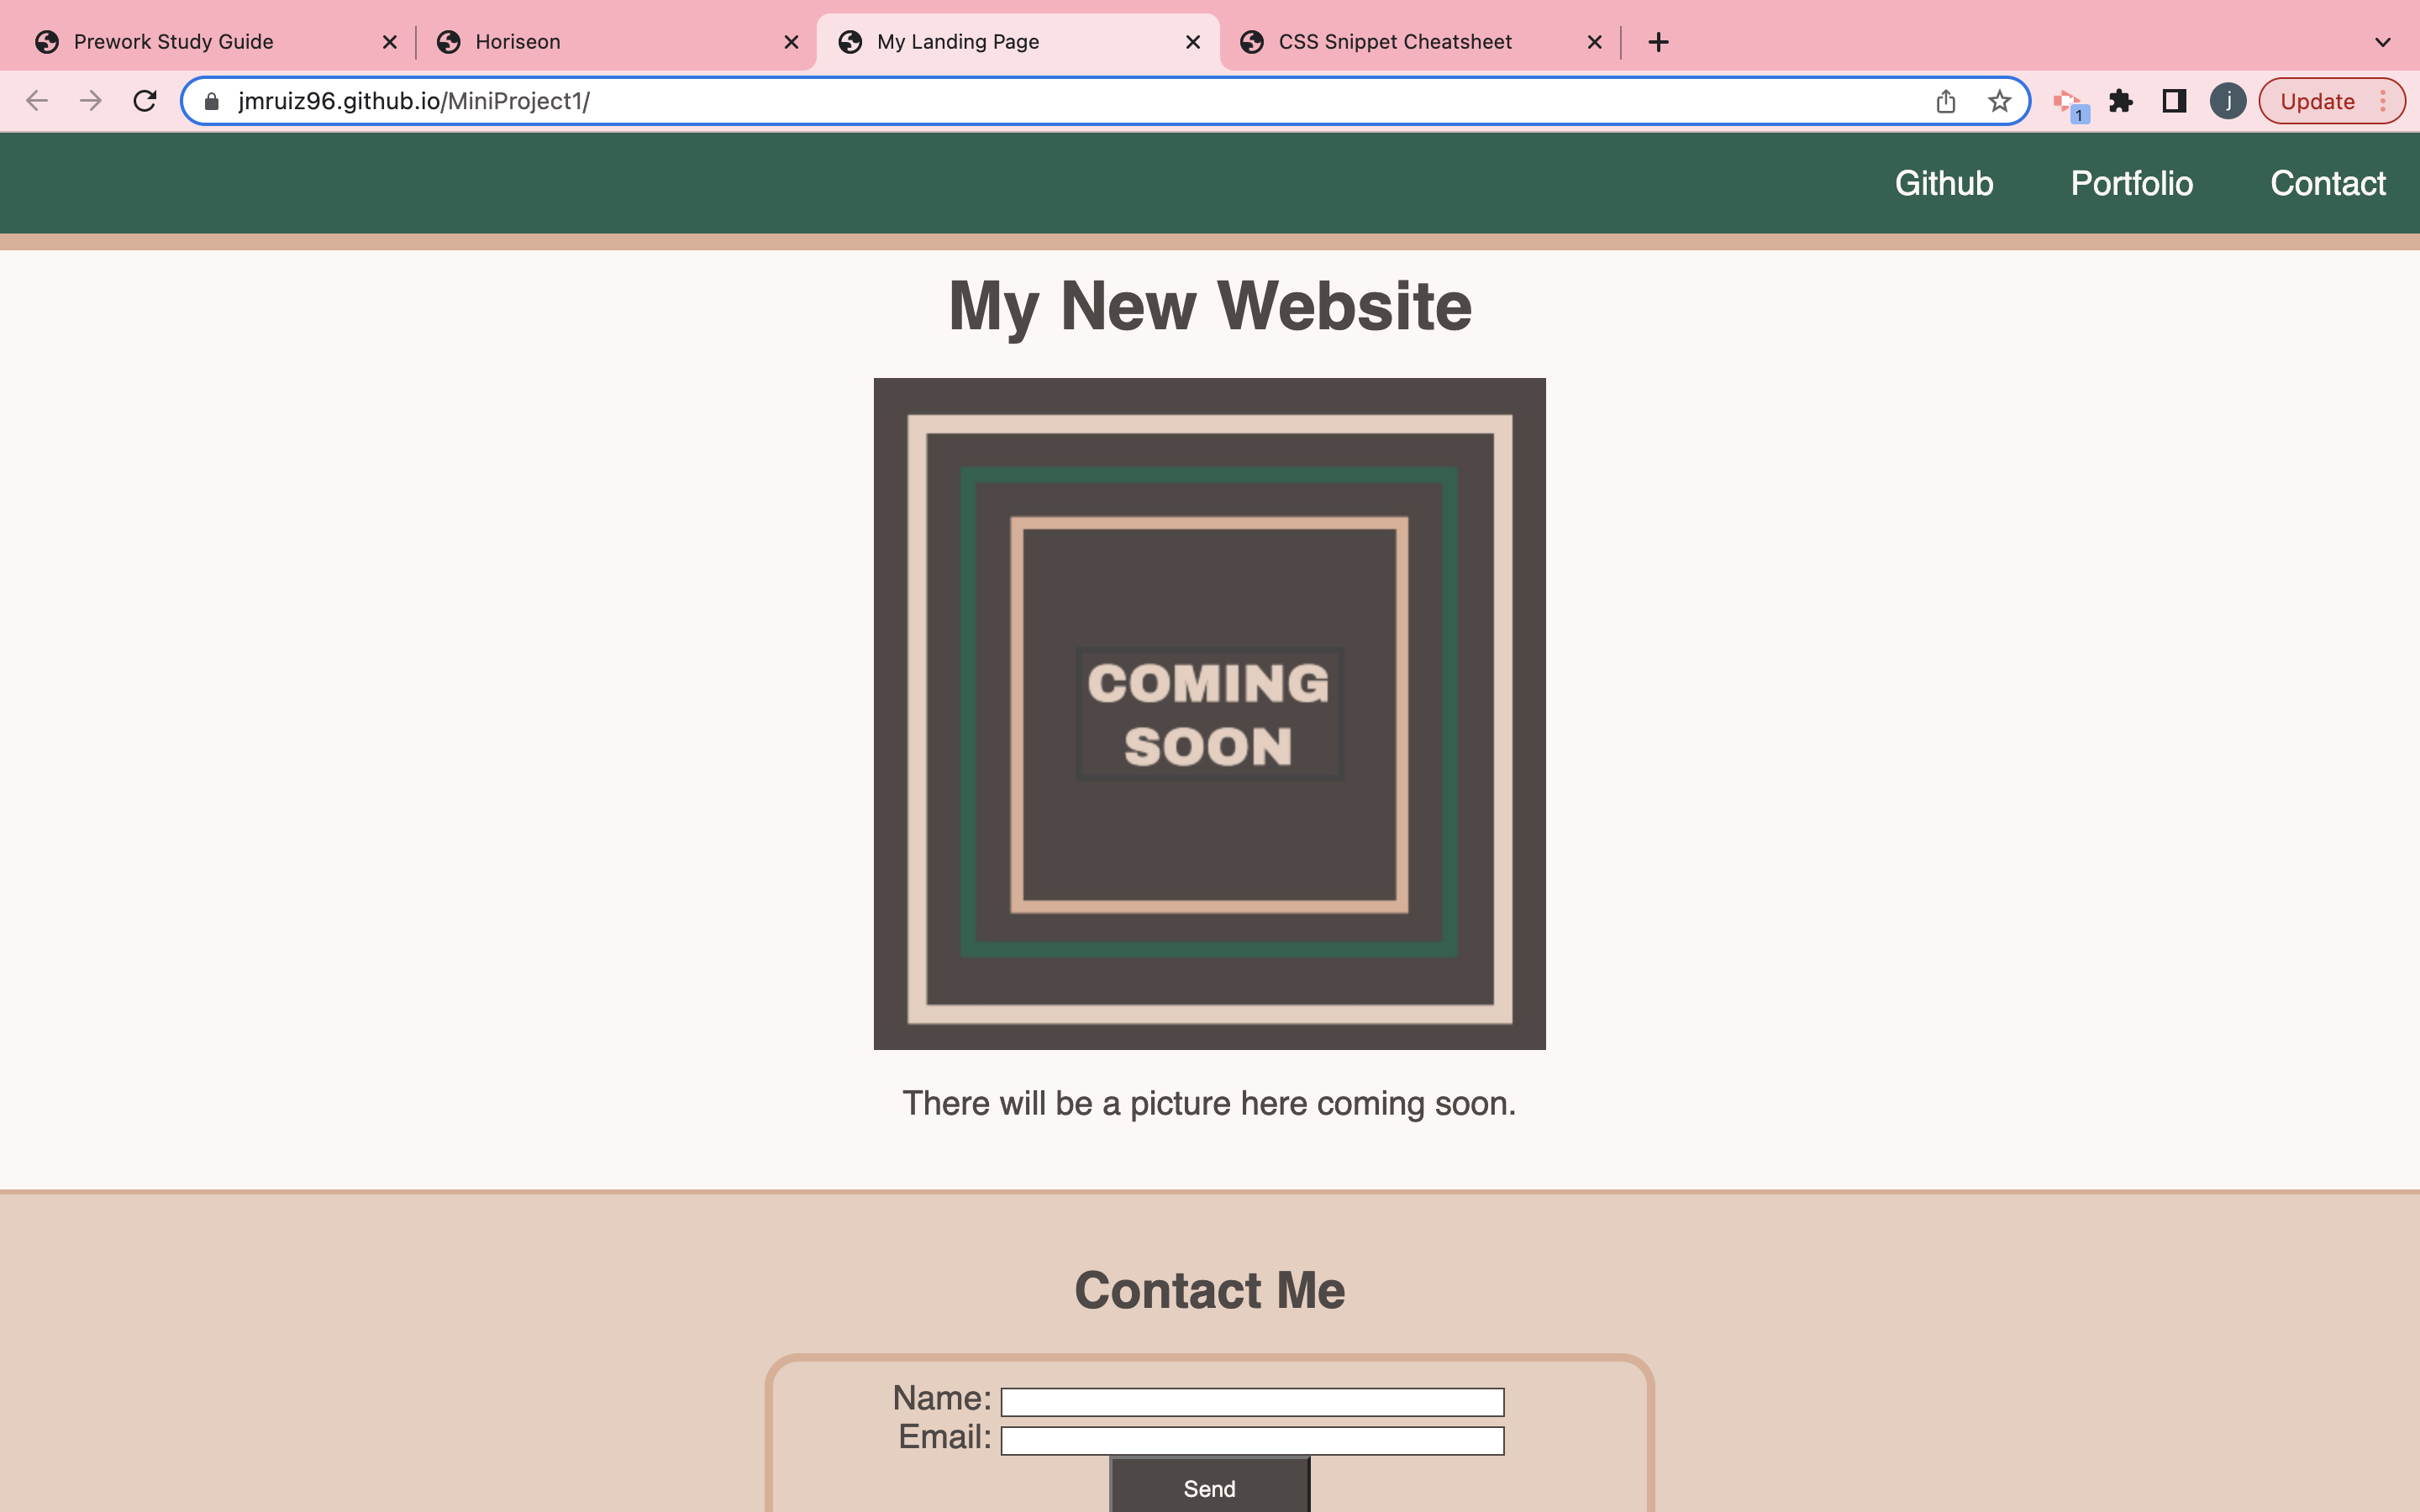 Prework Study Guide
Horiseon
My Landing Page
CSS Snippet Cheatsheet
jmruiz96.github.io/MiniProject1/
1
j
Update
Github
Portfolio
Contact
My New Website
COMING
SOON
There will be a picture here coming soon.
Contact Me
Name:
Email:
Send